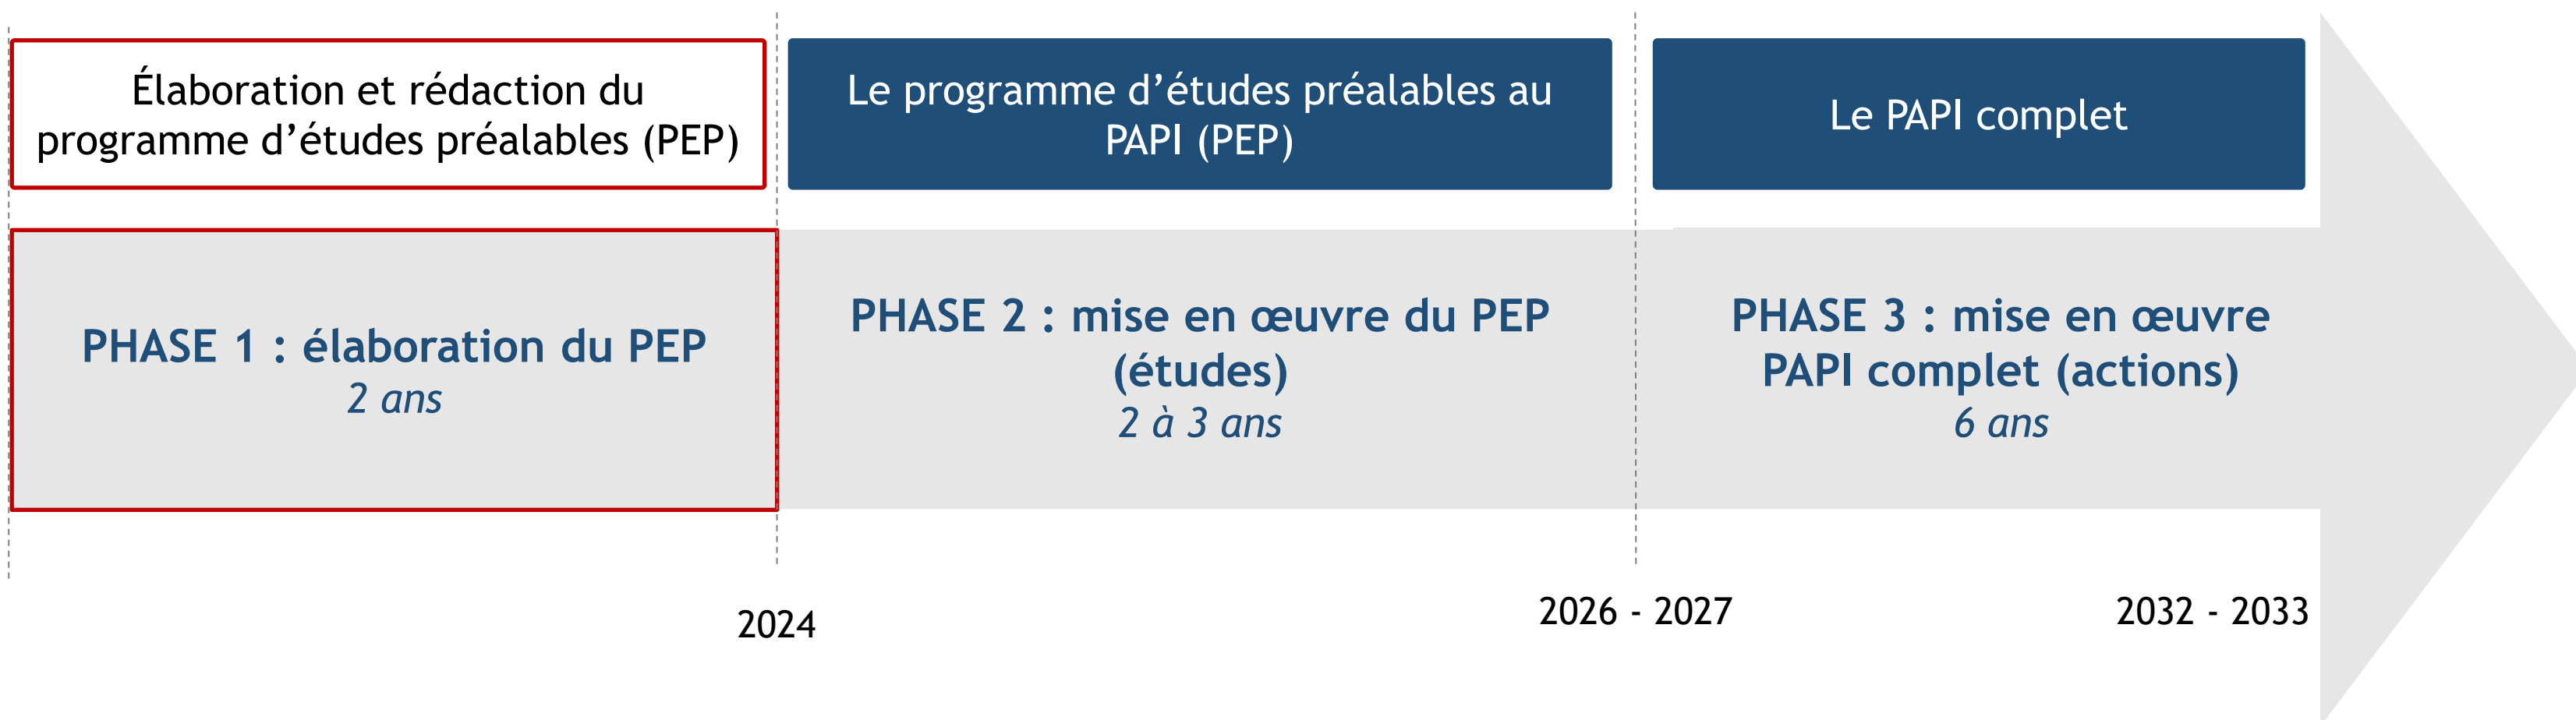 Élaboration et rédaction du
programme d’études préalables (PEP)
Le programme d’études préalables au
PAPI (PEP)
Le PAPI complet
PHASE 1 : élaboration du PEP
2 ans
PHASE 2 : mise en œuvre du PEP
(études)
2 à 3 ans
PHASE 3 : mise en œuvre
PAPI complet (actions)
6 ans
2024
2026 - 2027
2032 - 2033